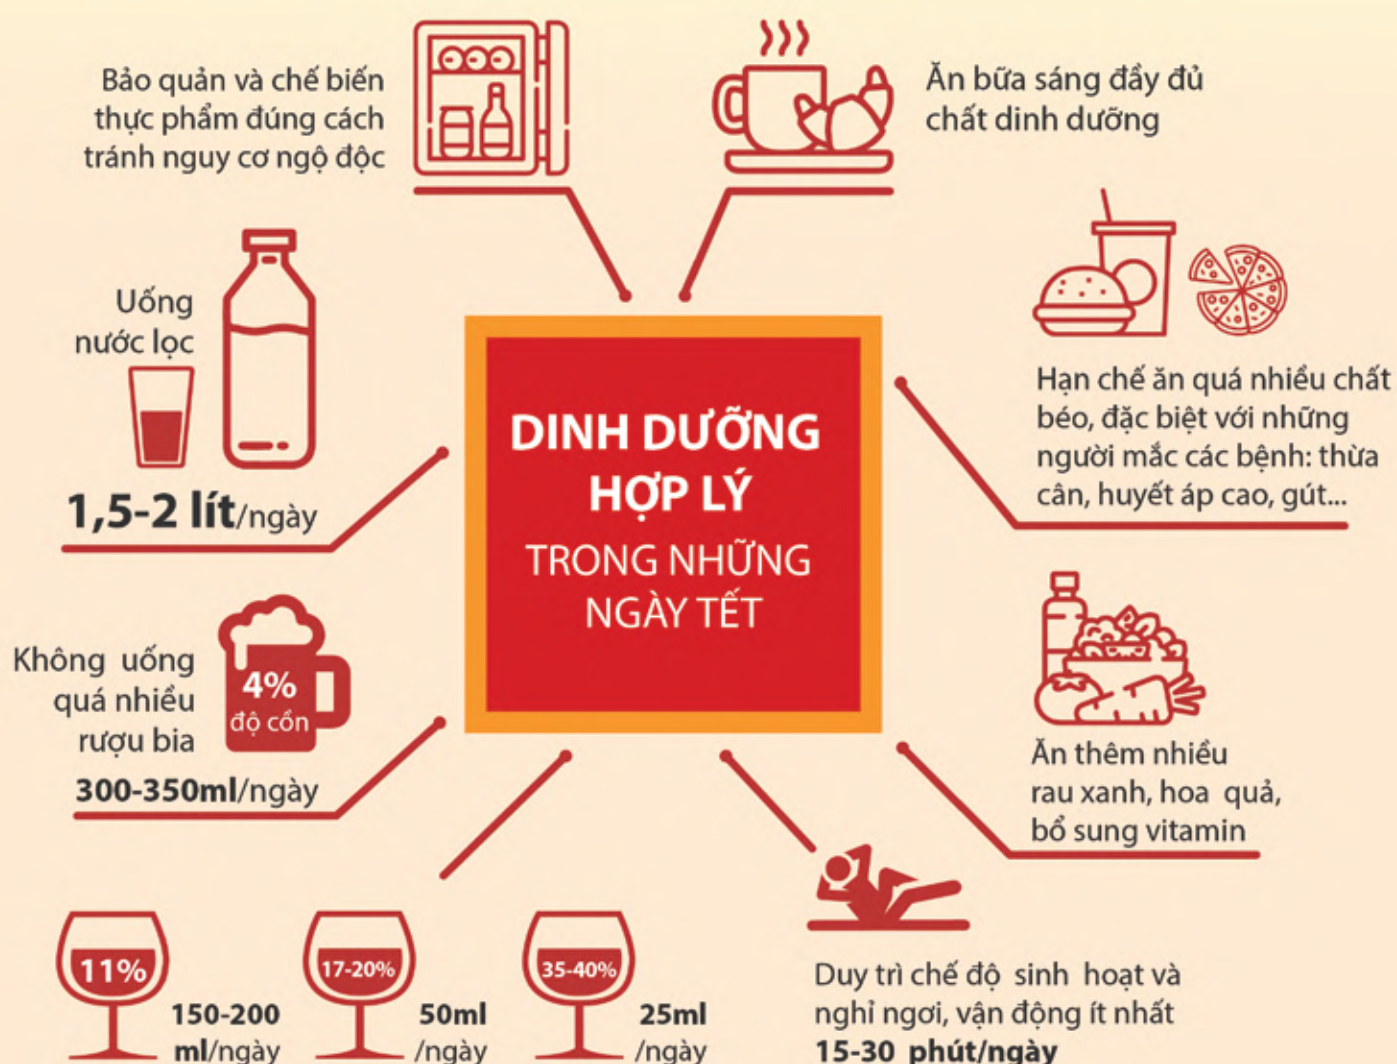 Bảo quản và chế biến
thực phẩm đúng cách
tránh nguy cơ ngộ độc
Ăn bữa sáng đầy đủ
chất dinh dưỡng
Uống
nước lọc
1,5-2 lít/ngày
Hạn chế ăn quá nhiều chất
béo, đặc biệt với những
người mắc các bệnh: thừa
cân, huyết áp cao, gút...
DINH DƯỠNG
HỢP LÝ
TRONG NHỮNG
NGÀY TẾT
Không uống
quá nhiều
rượu bia
4%
độ cồn
300-350ml/ngày
Ăn thêm nhiều
rau xanh, hoa quả,
bổ sung vitamin
11%
150-200
ml/ngày
17-20%
50ml
/ngày
35-40%
25ml
/ngày
Duy trì chế độ sinh hoạt và
nghỉ ngơi, vận động ít nhất
15-30 phút/ngày